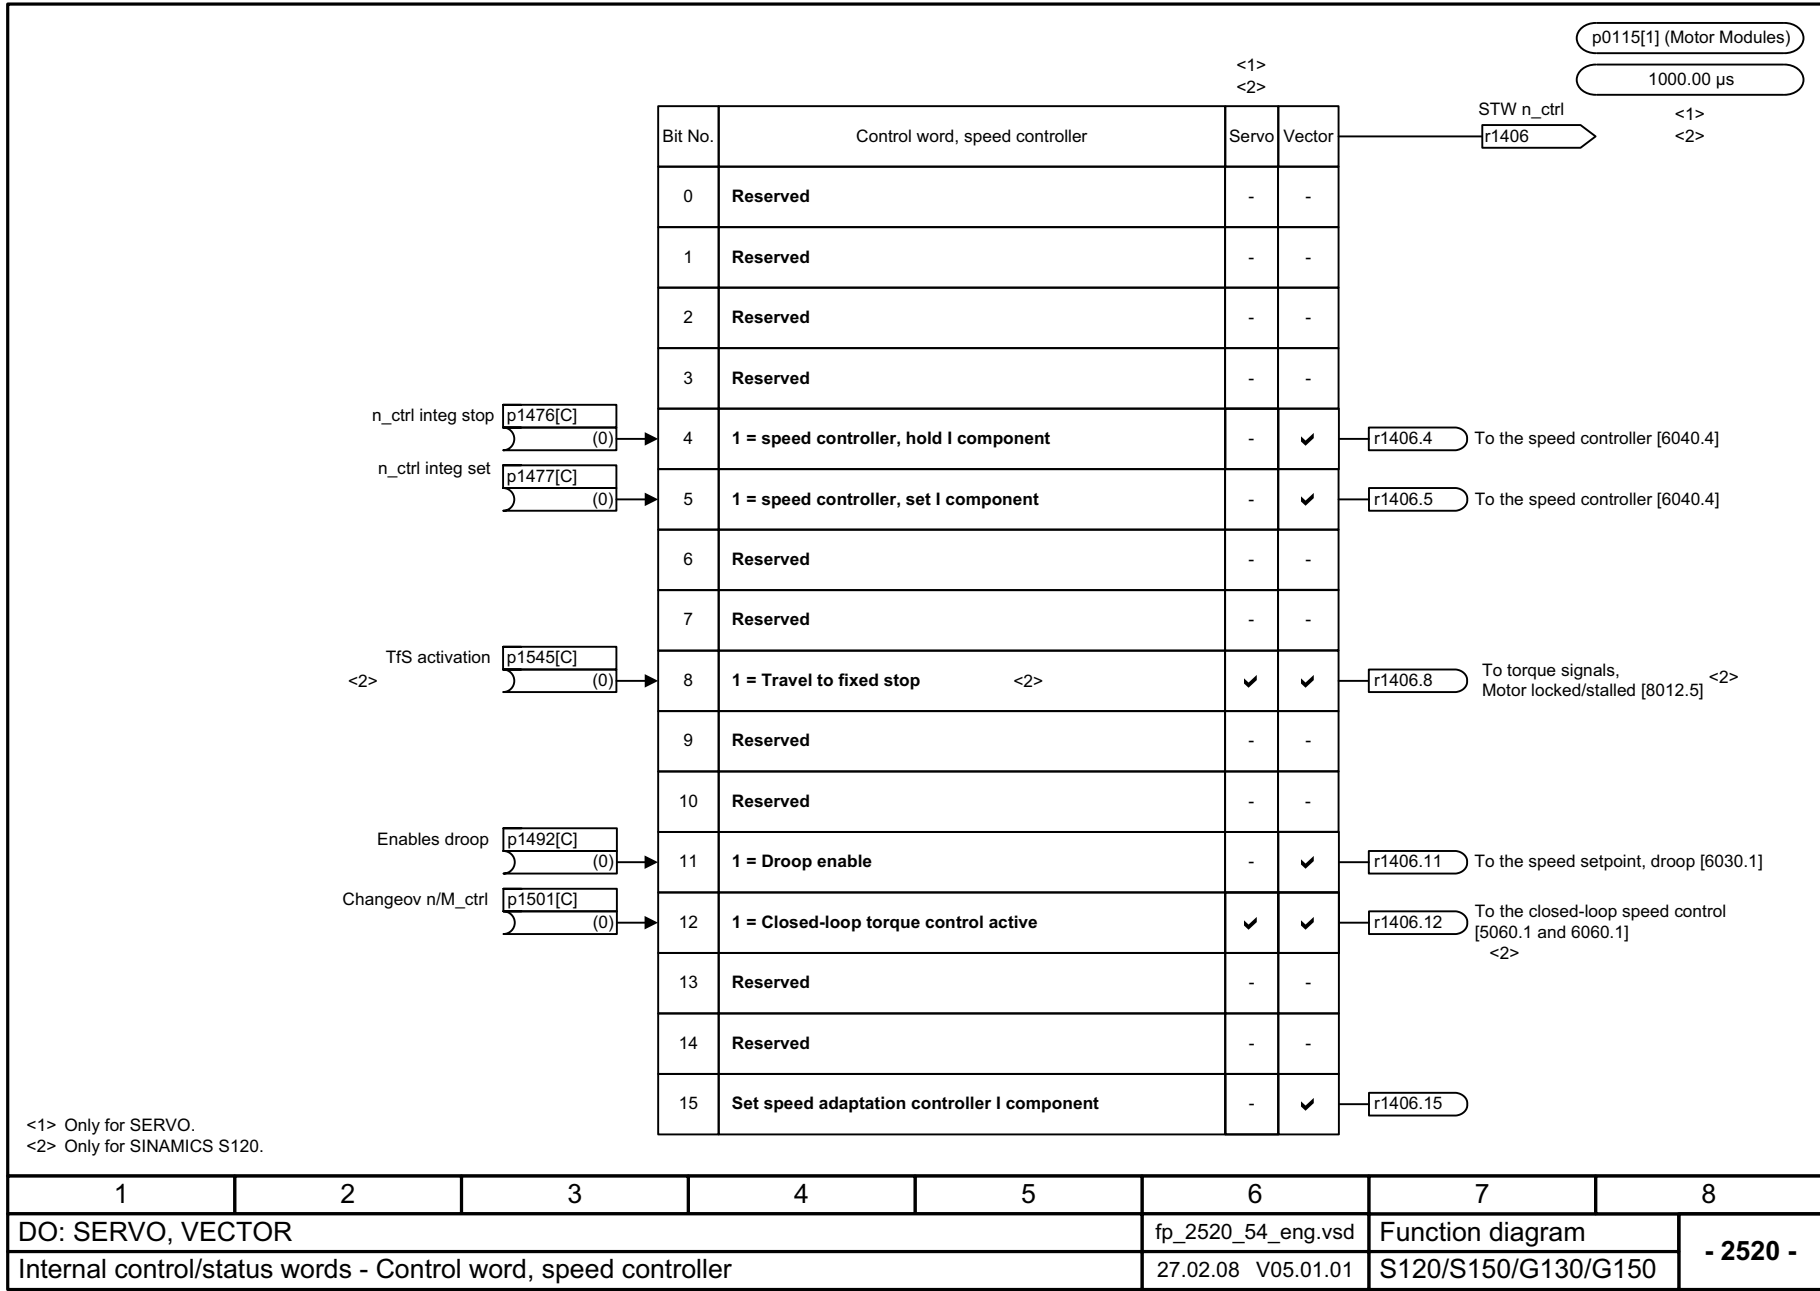 p0115[1] (Motor Modules)
<1>
<2>
1000.00 µs
STW n_ctrl
<1>
Bit No. Control word, speed controller Servo Vector r1406 <2>
0 Reserved - -
1 Reserved - -
2 Reserved - -
3 Reserved - -
n_ctrl integ stop p1476[C]
(0) 4 1 = speed controller, hold I component - ✔ r1406.4 To the speed controller [6040.4]
n_ctrl integ set p1477[C]
(0) 5 1 = speed controller, set I component - ✔ r1406.5 To the speed controller [6040.4]
6 Reserved - -
7 Reserved - -
TfS activation p1545[C]
<2> (0) 8 1 = Travel to fixed stop <2> ✔ ✔ r1406.8 To torque signals,
Motor locked/stalled [8012.5] <2>
9 Reserved - -
10 Reserved - -
Enables droop p1492[C]
(0) 11 1 = Droop enable - ✔ r1406.11 To the speed setpoint, droop [6030.1]
Changeov n/M_ctrl p1501[C]
(0) 12 1 = Closed-loop torque control active ✔ ✔ r1406.12 To the closed-loop speed control
[5060.1 and 6060.1]
<2>
13 Reserved - -
14 Reserved - -
15 Set speed adaptation controller I component - ✔ r1406.15
<1> Only for SERVO.
<2> Only for SINAMICS S120.
1 2 3 4 5 6 7 8
DO: SERVO, VECTOR fp_2520_54_eng.vsd Function diagram - 2520 -
Internal control/status words - Control word, speed controller 27.02.08 V05.01.01 S120/S150/G130/G150